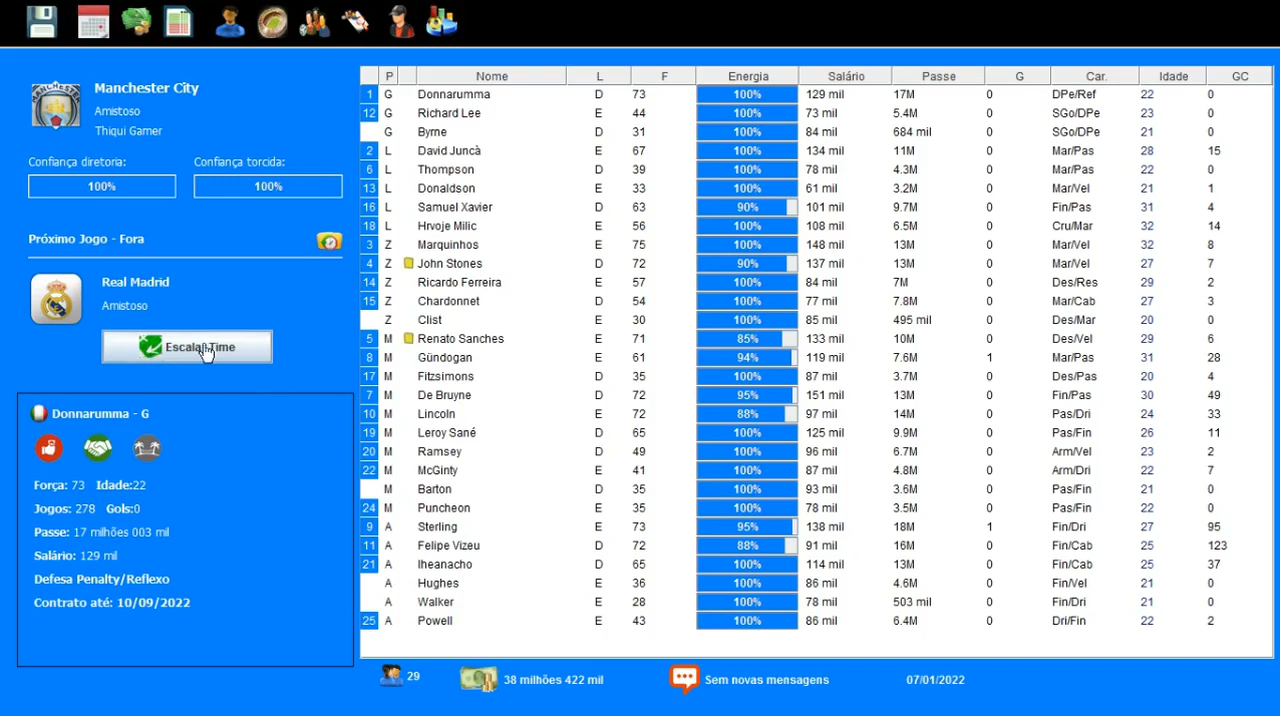 Manchester City
Amistoso
Thiqui Gamer
Confiança diretoria: Confiança torcida:
100% 100%
Próximo Jogo - Fora
Real Madrid
Amistoso
Escalar Time
Donnarumma - G
Força: 73 Idade:22
Jogos: 278 Gols:0
Passe: 17 milhões 003 mil
Salário: 129 mil
Defesa Penalty/Reflexo
Contrato até: 10/09/2022
P Nome L F Energia Salário Passe G Car. Idade GC
1 G Donnarumma D 73 100% 129 mil 17M 0 DPe/Ref 22 0
12 G Richard Lee E 44 100% 73 mil 5.4M 0 SGo/DPe 23 0
G Byrne D 31 100% 84 mil 684 mil 0 SGo/DPe 21 0
2 L David Juncà E 67 100% 134 mil 11M 0 Mar/Pas 28 15
6 L Thompson D 39 100% 78 mil 4.3M 0 Mar/Pas 22 0
13 L Donaldson E 33 100% 61 mil 3.2M 0 Mar/Vel 21 1
16 L Samuel Xavier D 63 90% 101 mil 9.7M 0 Fin/Pas 31 4
18 L Hrvoje Milic E 56 100% 108 mil 6.5M 0 Cru/Mar 32 14
3 Z Marquinhos E 75 100% 148 mil 13M 0 Mar/Vel 32 8
4 Z John Stones D 72 90% 137 mil 13M 0 Mar/Vel 27 7
14 Z Ricardo Ferreira E 57 100% 84 mil 7M 0 Des/Res 29 2
15 Z Chardonnet D 54 100% 77 mil 7.8M 0 Mar/Cab 27 3
Z Clist E 30 100% 85 mil 495 mil 0 Des/Mar 20 0
5 M Renato Sanches E 71 85% 133 mil 10M 0 Des/Vel 29 6
8 M Gündogan E 61 94% 119 mil 7.6M 1 Mar/Pas 31 28
17 M Fitzsimons D 35 100% 87 mil 3.7M 0 Des/Pas 20 4
7 M De Bruyne D 72 95% 151 mil 13M 0 Fin/Pas 30 49
10 M Lincoln E 72 88% 97 mil 14M 0 Pas/Dri 24 33
19 M Leroy Sané D 65 100% 125 mil 9.9M 0 Pas/Fin 26 11
20 M Ramsey D 49 100% 96 mil 6.7M 0 Arm/Vel 23 2
22 M McGinty E 41 100% 87 mil 4.8M 0 Arm/Dri 22 7
M Barton D 35 100% 93 mil 3.6M 0 Pas/Fin 21 0
24 M Puncheon E 35 100% 78 mil 3.5M 0 Pas/Fin 22 0
9 A Sterling E 73 95% 138 mil 18M 1 Fin/Dri 27 95
11 A Felipe Vizeu D 72 88% 91 mil 16M 0 Fin/Cab 25 123
21 A Iheanacho D 65 100% 114 mil 13M 0 Fin/Cab 25 37
A Hughes E 36 100% 86 mil 4.6M 0 Fin/Vel 21 0
A Walker E 28 100% 78 mil 503 mil 0 Fin/Dri 21 0
25 A Powell E 43 100% 86 mil 6.4M 0 Dri/Fin 22 2
29 38 milhões 422 mil Sem novas mensagens 07/01/2022